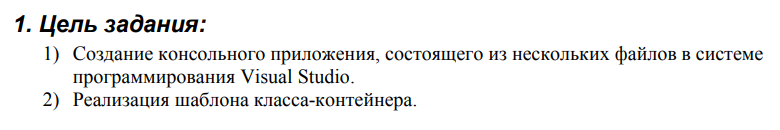 1. Цель задания:
1) Создание консольного приложения, состоящего из нескольких файлов в системе
программирования Visual Studio.
2) Реализация шаблона класса-контейнера.